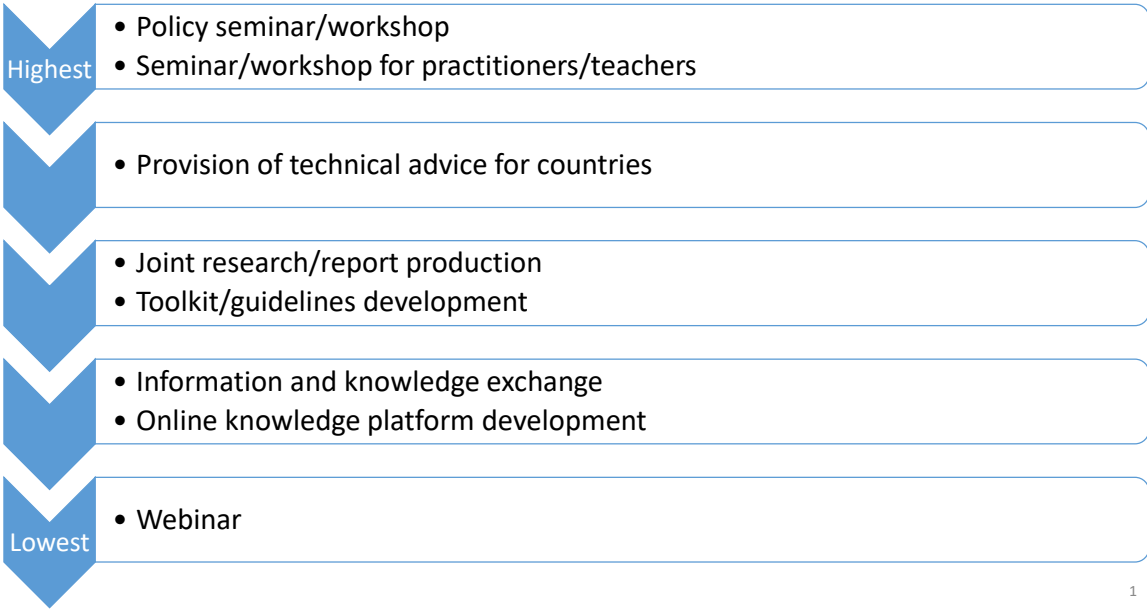 Highest
• Policy seminar/workshop
• Seminar/workshop for practitioners/teachers
• Provision of technical advice for countries
• Joint research/report production
• Toolkit/guidelines development
• Information and knowledge exchange
• Online knowledge platform development
Lowest
• Webinar
1